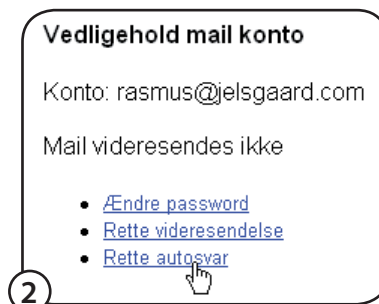 Vedligehold mail konto
Konto: rasmus@jelsgaard.com
Mail videresendes ikke
Ændre password
Rette videresendelse
Rette autosvar
2